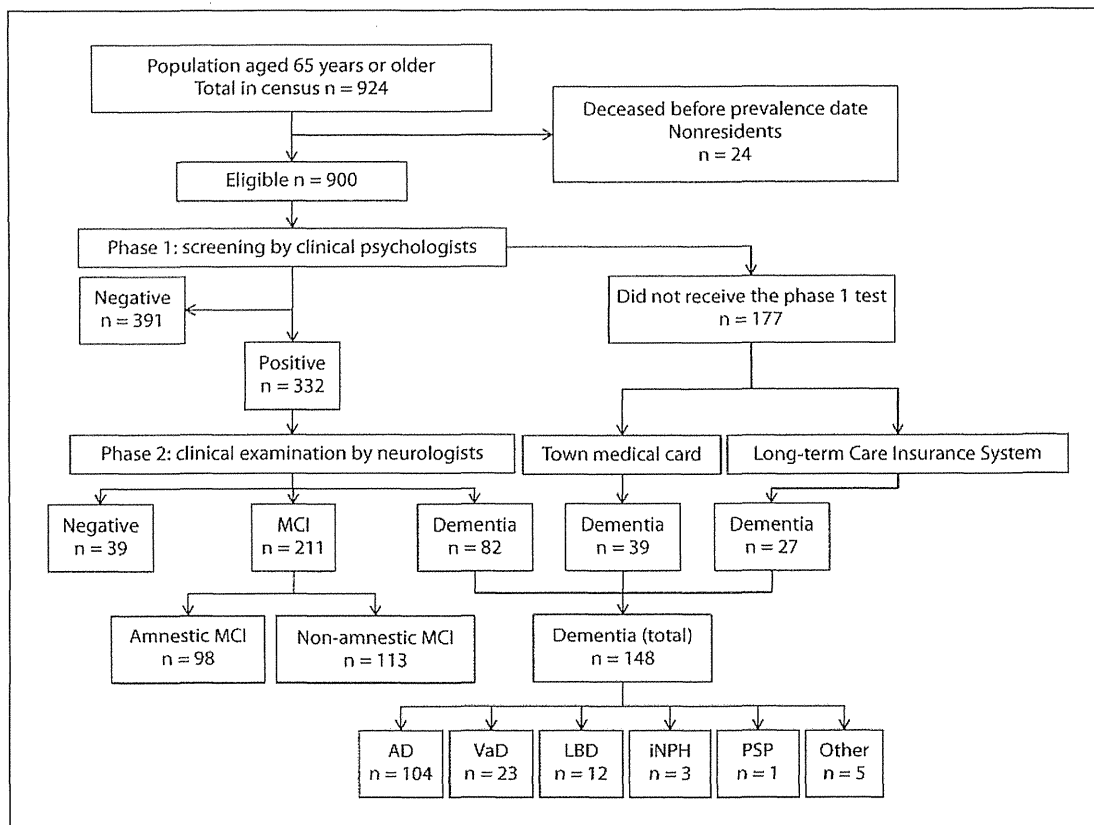 Population aged 65 years or older
Total in census n = 924
Deceased before prevalence date
Nonresidents
n = 24
Eligible n = 900
Phase 1: screening by clinical psychologists
Negative
n = 391
Did not receive the phase 1 test
n = 177
Positive
n = 332
Phase 2: clinical examination by neurologists
Town medical card
Long-term Care Insurance System
Negative
n = 39
MCI
n = 211
Dementia
n = 82
Dementia
n = 39
Dementia
n = 27
Amnestic MCI
n = 98
Non-amnestic MCI
n = 113
Dementia (total)
n = 148
AD
n = 104
VaD
n = 23
LBD
n = 12
iNPH
n = 3
PSP
n = 1
Other
n = 5